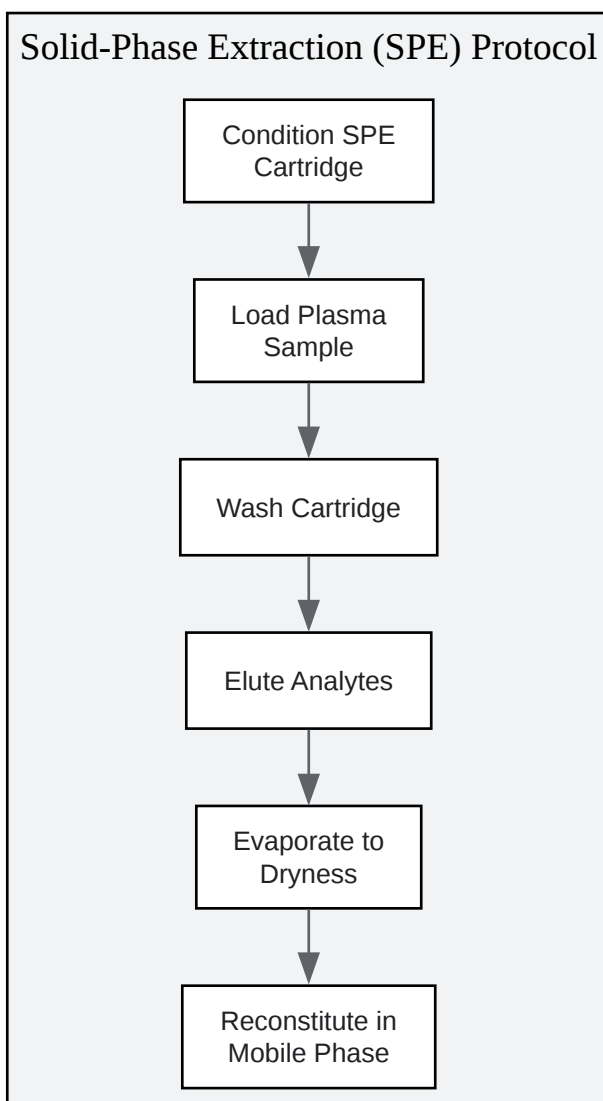 Solid-Phase Extraction (SPE) Protocol
Condition SPE
Cartridge
Load Plasma
Sample
Wash Cartridge
Elute Analytes
Evaporate to
Dryness
Reconstitute in
Mobile Phase